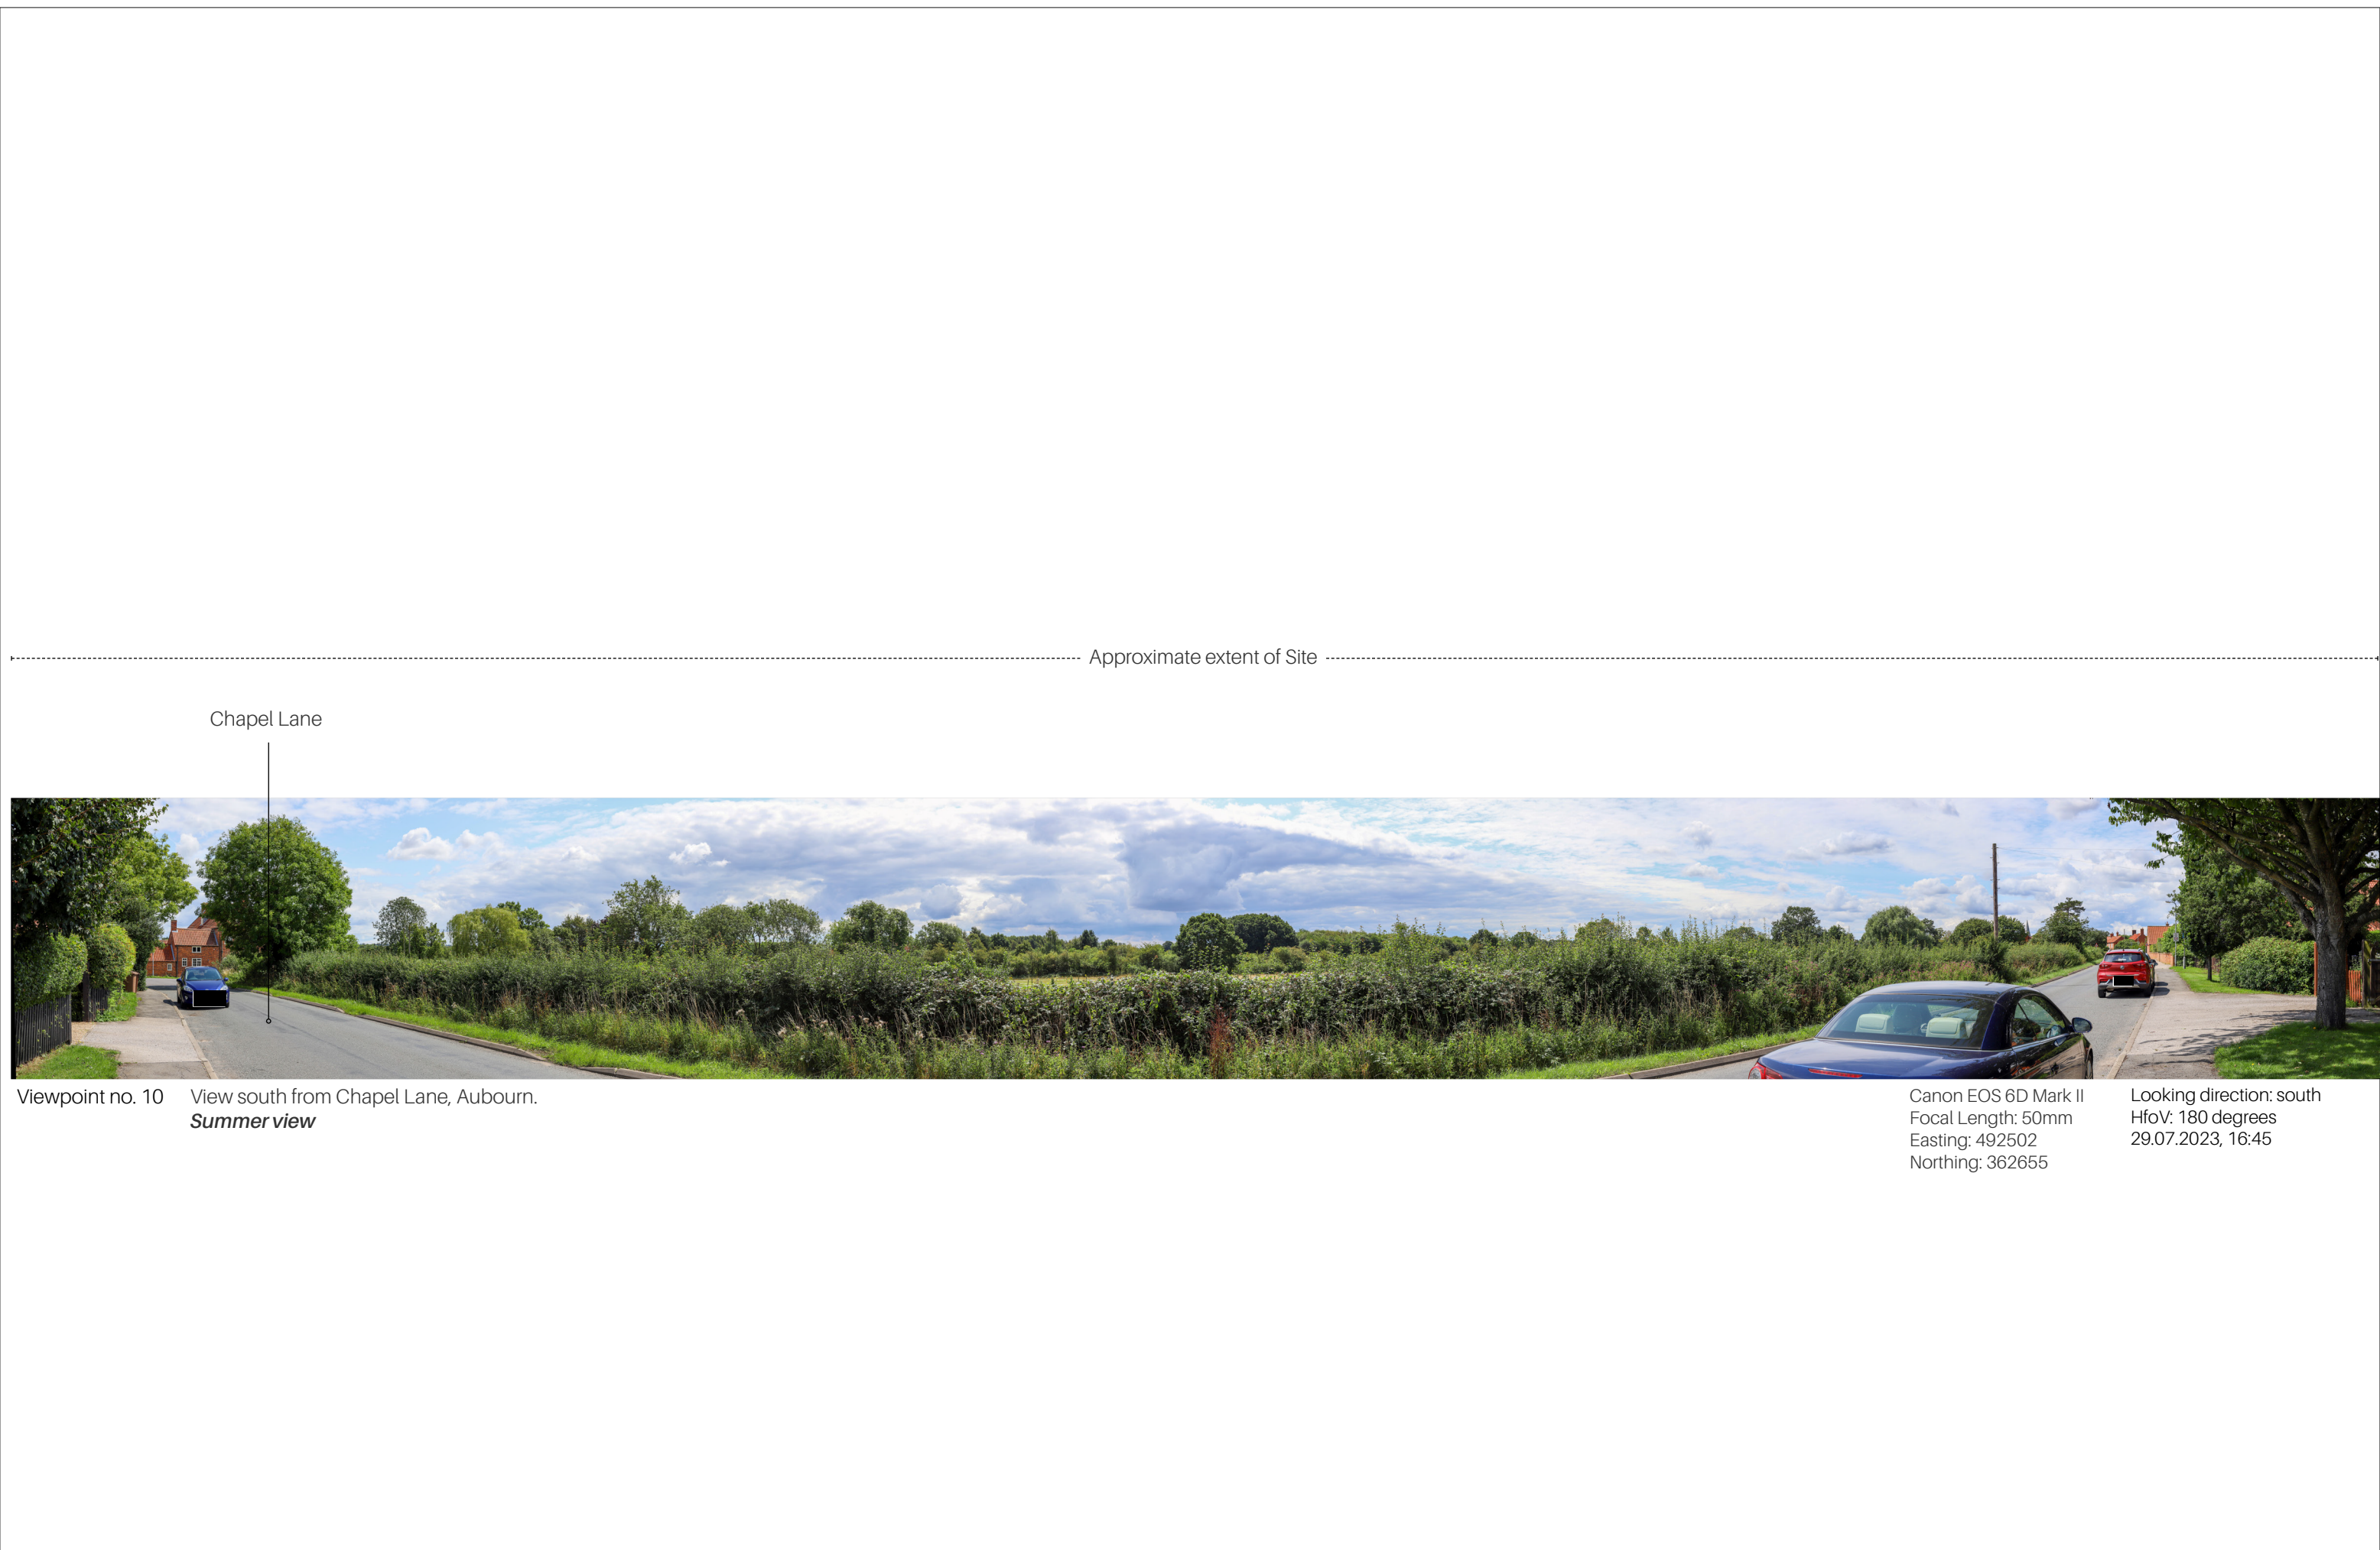 Approximate extent of Site
Chapel Lane
Viewpoint no. 10
View south from Chapel Lane, Aubourn.
Summer view
Canon EOS 6D Mark II
Focal Length: 50mm
Easting: 492502
Northing: 362655
Looking direction: south
HfoV: 180 degrees
29.07.2023, 16:45